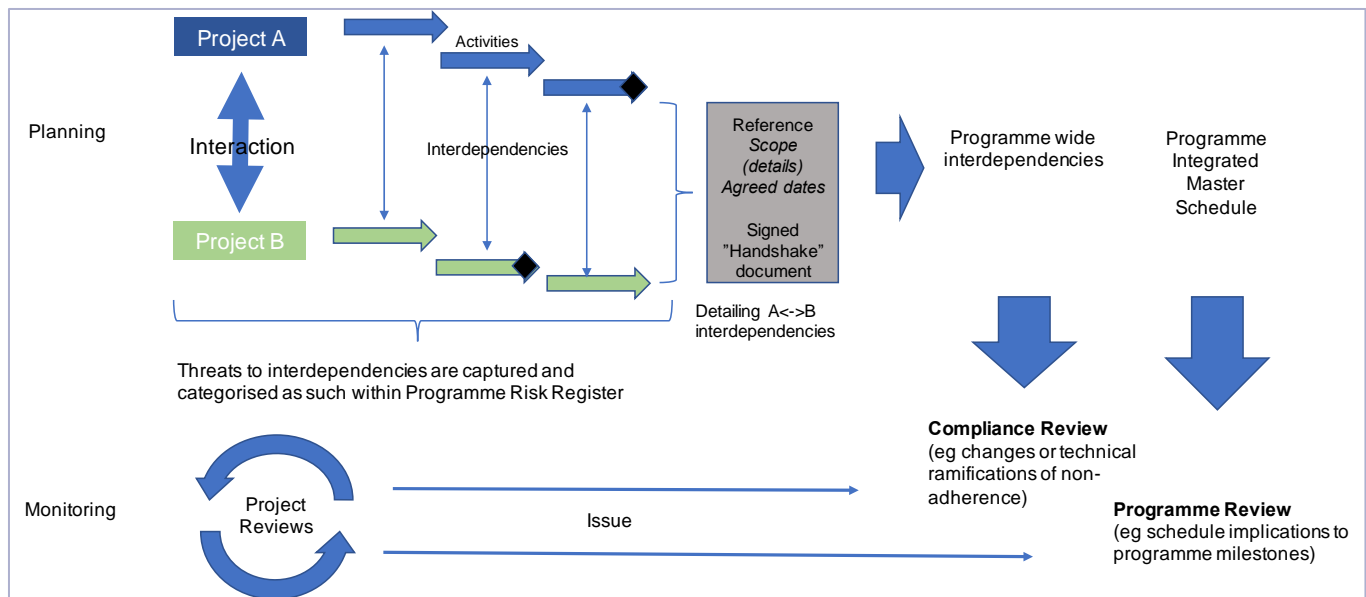 Project A
Activities
Planning
Interaction
Interdependencies
Project B
Reference
Scope
(details)
Agreed dates
Signed
"Handshake"
document
Detailing A<->B
interdependencies
Programme wide
interdependencies
Programme
Integrated
Master
Schedule
Threats to interdependencies are captured and
categorised as such within Programme Risk Register
Compliance Review
(eg changes or technical
ramifications of non-
adherence)
Monitoring
Project
Reviews
Issue
Programme Review
(eg schedule implications to
programme milestones)